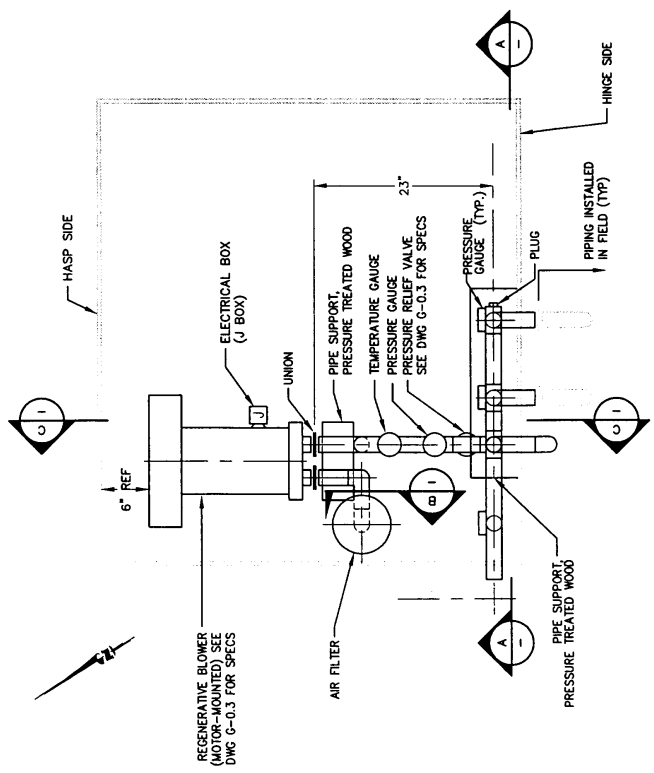 N
REGENERATIVE BLOWER
(MOTOR-MOUNTED) SEE
DWG G-0.3 FOR SPECS
6" REF
C
1
HASP SIDE
ELECTRICAL BOX
(J BOX)
J
UNION
PIPE SUPPORT,
PRESSURE TREATED WOOD
AIR FILTER
B
1
TEMPERATURE GAUGE
PRESSURE GAUGE
PRESSURE RELIEF VALVE
SEE DWG G-0.3 FOR SPECS
23"
PRESSURE
GAUGE (TYP.)
A
1
A
1
PLUG
PIPE SUPPORT,
PRESSURE TREATED WOOD
PIPING INSTALLED
IN FIELD (TYP)
HINGE SIDE
C
1